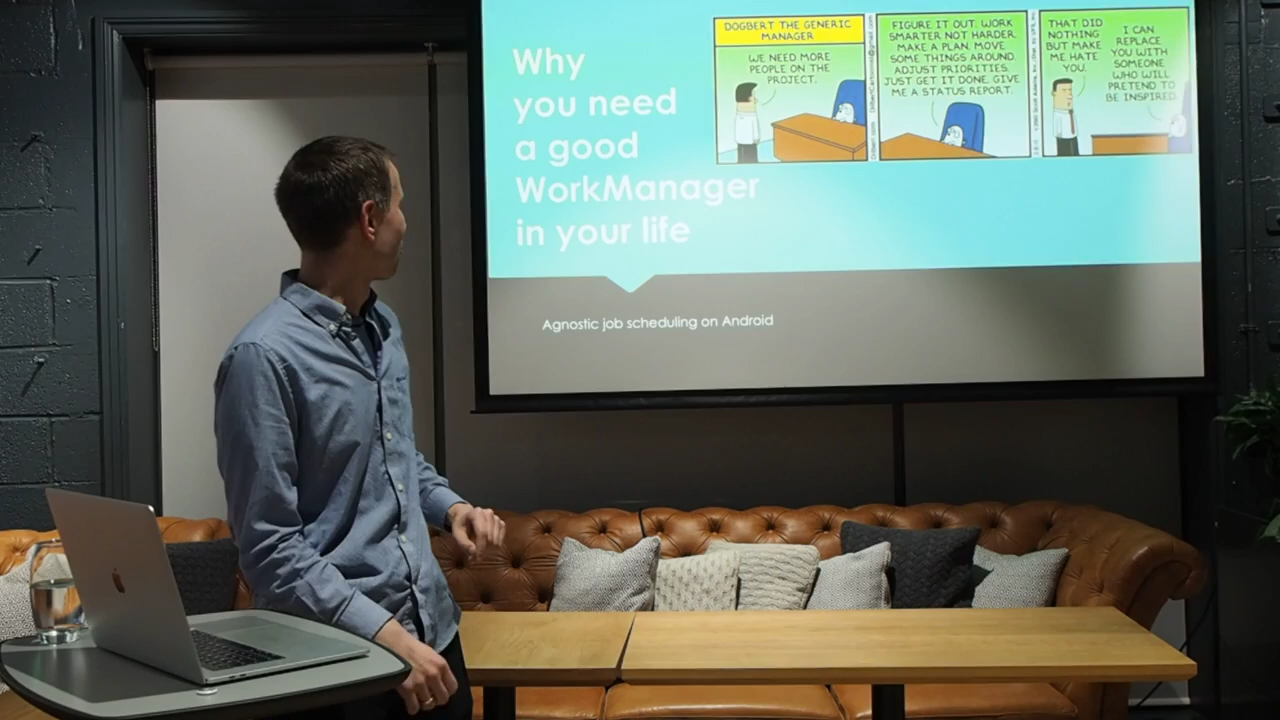 Why
you need
a good
WorkManager
in your life
Agnostic job scheduling on Android
DOGBERT THE GENERIC
MANAGER
WE NEED MORE
PEOPLE ON THE
PROJECT.
FIGURE IT OUT. WORK
SMARTER NOT HARDER.
MAKE A PLAN. MOVE
SOME THINGS AROUND.
ADJUST PRIORITIES.
JUST GET IT DONE. GIVE
ME A STATUS REPORT.
THAT DID
NOTHING
BUT MAKE
ME HATE
YOU.
I CAN
REPLACE
YOU WITH
SOMEONE
WHO WILL
PRETEND TO
BE INSPIRED.